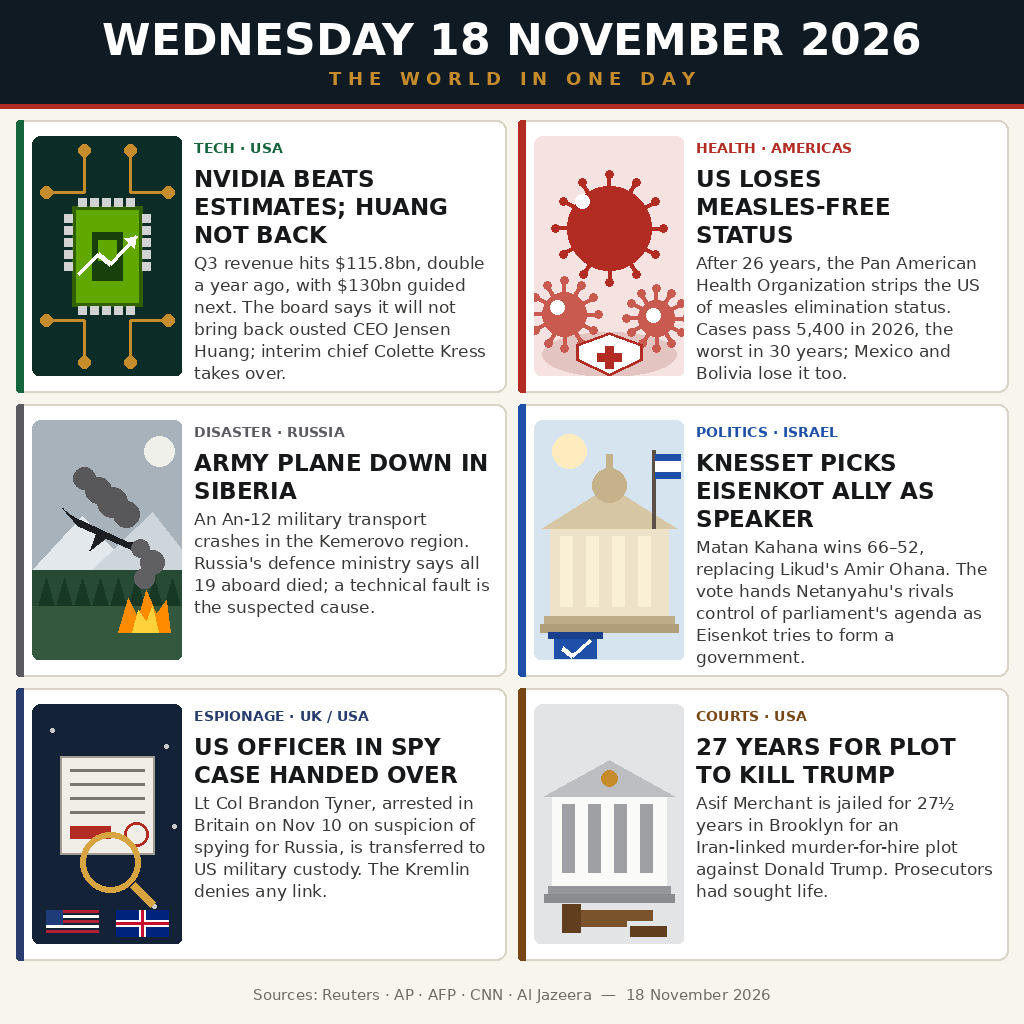 WEDNESDAY 18 NOVEMBER 2026
THE WORLD IN ONE DAY
TECH · USA
NVIDIA BEATS
ESTIMATES; HUANG
NOT BACK
Q3 revenue hits $115.8bn, double
a year ago, with $130bn guided
next. The board says it will not
bring back ousted CEO Jensen
Huang; interim chief Colette Kress
takes over.
HEALTH · AMERICAS
US LOSES
MEASLES-FREE
STATUS
After 26 years, the Pan American
Health Organization strips the US
of measles elimination status.
Cases pass 5,400 in 2026, the
worst in 30 years; Mexico and
Bolivia lose it too.
DISASTER · RUSSIA
ARMY PLANE DOWN IN
SIBERIA
An An-12 military transport
crashes in the Kemerovo region.
Russia's defence ministry says all
19 aboard died; a technical fault is
the suspected cause.
POLITICS · ISRAEL
KNESSET PICKS
EISENKOT ALLY AS
SPEAKER
Matan Kahana wins 66–52,
replacing Likud's Amir Ohana. The
vote hands Netanyahu's rivals
control of parliament's agenda as
Eisenkot tries to form a
government.
ESPIONAGE · UK / USA
US OFFICER IN SPY
CASE HANDED OVER
Lt Col Brandon Tyner, arrested in
Britain on Nov 10 on suspicion of
spying for Russia, is transferred to
US military custody. The Kremlin
denies any link.
COURTS · USA
27 YEARS FOR PLOT
TO KILL TRUMP
Asif Merchant is jailed for 27½
years in Brooklyn for an
Iran-linked murder-for-hire plot
against Donald Trump. Prosecutors
had sought life.
Sources: Reuters · AP · AFP · CNN · Al Jazeera — 18 November 2026